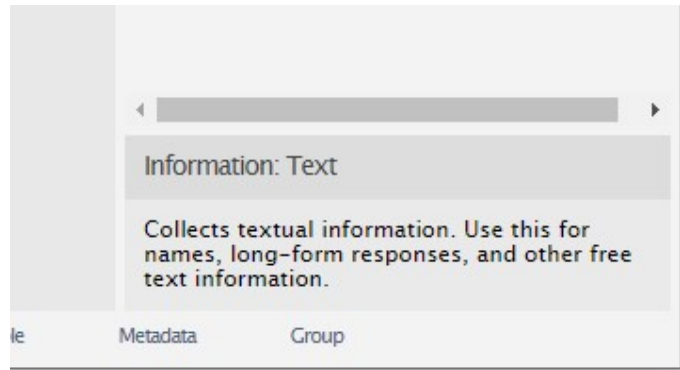 Information: Text
Collects textual information. Use this for
names, long-form responses, and other free
text information.
Metadata Group